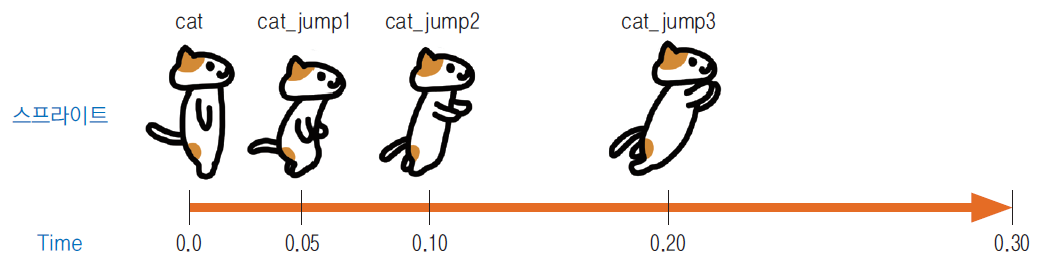 cat cat_jump1 cat_jump2 cat_jump3
스프라이트
Time 0.0 0.05 0.10 0.20 0.30